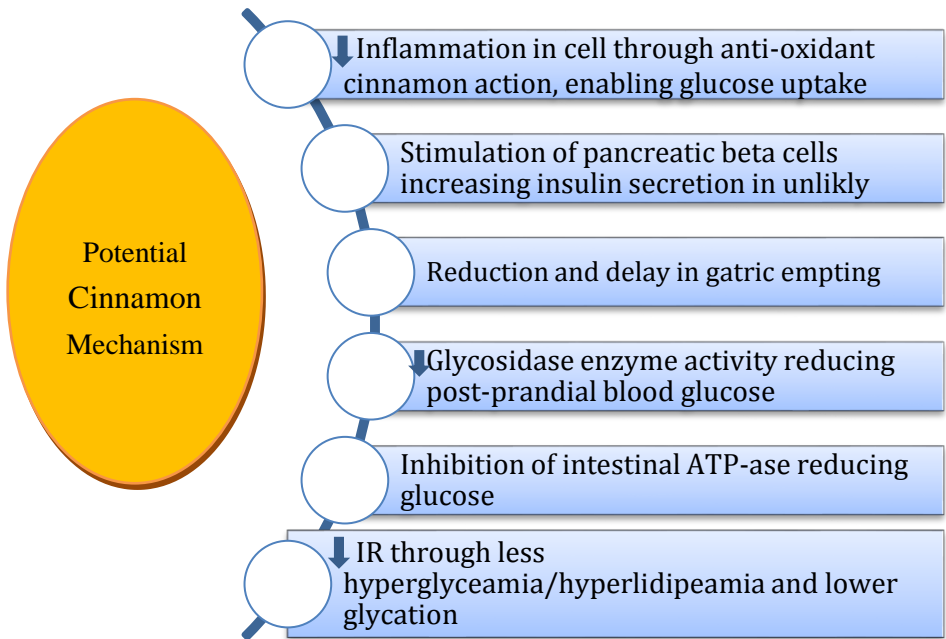 Potential
Cinnamon
Mechanism
Inflammation in cell through anti-oxidant
cinnamon action, enabling glucose uptake
Stimulation of pancreatic beta cells
increasing insulin secretion in unlikly
Reduction and delay in gatric empting
Glycosidase enzyme activity reducing
post-prandial blood glucose
Inhibition of intestinal ATP-ase reducing
glucose
IR through less
hyperglyceamia/hyperlidipeamia and lower
glycation